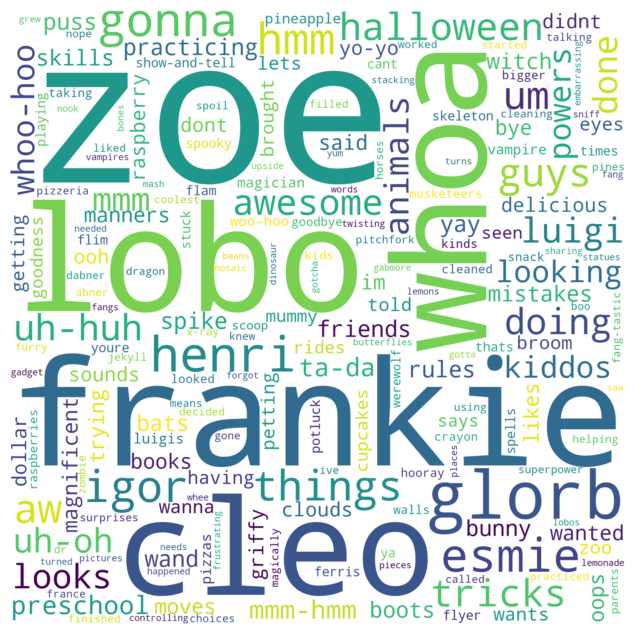 grew
puss
gonna
pineapple
halloween
nope
practicing
hmm
yo-yo
worked
started
didnt
talking
skills
show-and-tell
lets
cant
witch
bigger
embarrassing
taking
zoe
raspberry
spoil
filled
stacking
cleaning
sniff
done
whoo-hoo
playing
nook
bones
dont
brought
said
whoa
um
powers
eyes
liked
spooky
yum
horses
animals
skeleton
bye
vampire
times
vampires
mash
upside
turns
guys
pines
fang
pizzeria
flam
magician
words
musketeers
mmm
coolest
awesome
manners
needed
woo-hoo
goodbye
twisting
yay
delicious
getting
goodness
ooh
flim
stuck
pitchfork
seen
kinds
snack
sharing
statues
luigi
lobo
dragon
beans
mosaic
dinosaur
kids
gotcha
gabmore
im
cleaned
looking
dabner
abner
told
lemons
boo
fang-tastic
fangs
x-ray
mummy
mistakes
uh-huh
spike
scoop
friends
doing
furry
youre
knew
butterflies
thats
broom
gadget
jekyll
henri
rides
ta-da
werewolf
gotta
rules
kiddos
saw
sounds
looked
forgot
frankie
dollar
raspberries
magnificent
trying
bats
means
decided
petting
potluck
cupcakes
using
says
crayon
likes
spells
helping
luigis
gone
books
having
ive
hooray
places
superpower
aw
zombie
whee
igor
wanna
things
clouds
walls
glorb
surprises
uh-oh
dr
pictures
needs
wand
happened
cleo
pizzas
frustrating
griffy
magically
ferris
ya
pieces
bunny
wanted
lobos
zoo
lemonade
looks
turned
france
esmie
called
practiced
oops
parents
preschool
finished
moves
controlling
choices
mmm-hmm
boots
flyer
wants
tricks